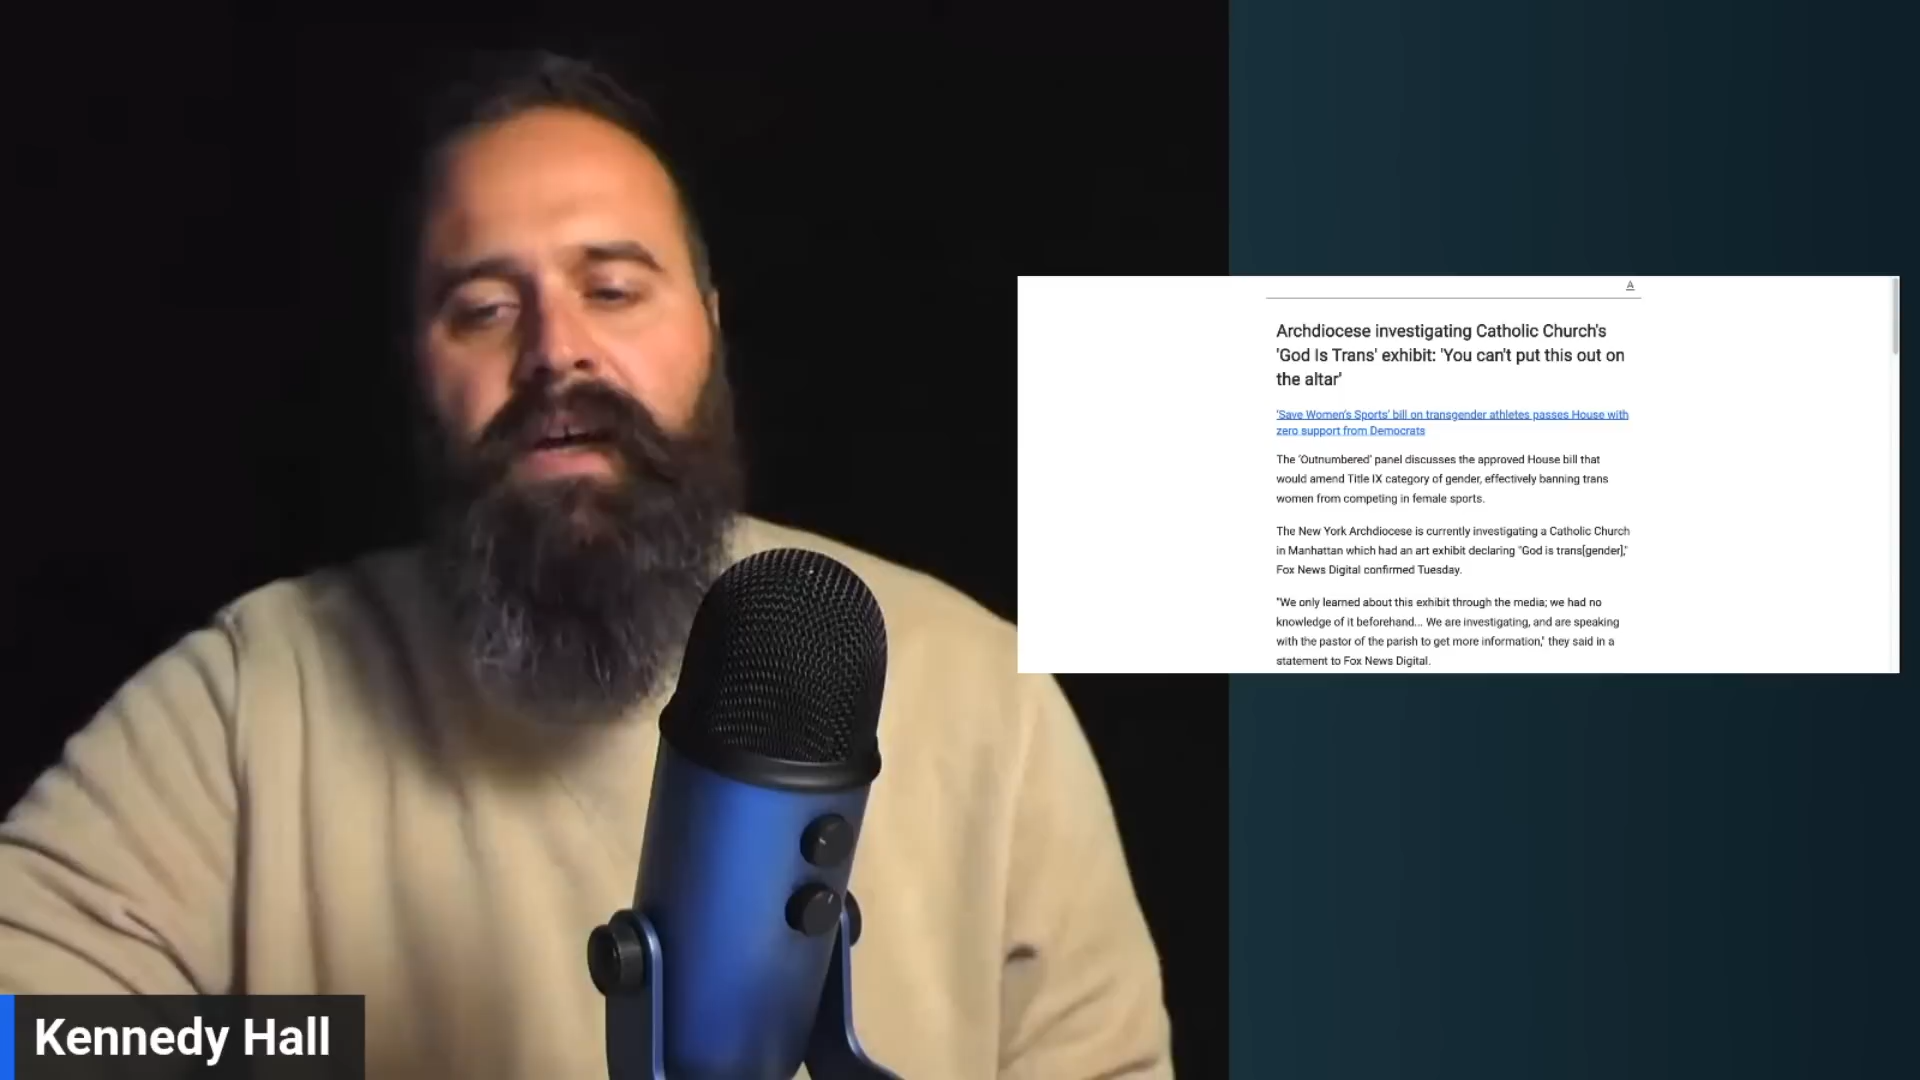 A
Archdiocese investigating Catholic Church's
'God Is Trans' exhibit: 'You can't put this out on
the altar'
'Save Women's Sports' bill on transgender athletes passes House with
zero support from Democrats
The 'Outnumbered' panel discusses the approved House bill that
would amend Title IX category of gender, effectively banning trans
women from competing in female sports.
The New York Archdiocese is currently investigating a Catholic Church
in Manhattan which had an art exhibit declaring "God is trans[gender],"
Fox News Digital confirmed Tuesday.
"We only learned about this exhibit through the media; we had no
knowledge of it beforehand... We are investigating, and are speaking
with the pastor of the parish to get more information," they said in a
statement to Fox News Digital.
Kennedy Hall